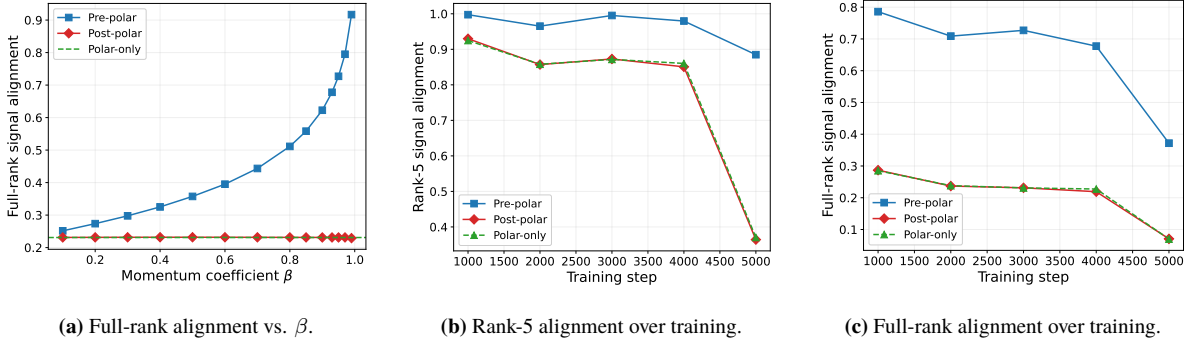 Full-rank signal alignment
0.9
0.8
0.7
0.6
0.5
0.4
0.3
0.2
Pre-polar
Post-polar
Polar-only
0.2 0.4 0.6 0.8 1.0
Momentum coefficient β
(a) Full-rank alignment vs. β.
Rank-5 signal alignment
1.0
0.9
0.8
0.7
0.6
0.5
0.4
Pre-polar
Post-polar
Polar-only
1000 1500 2000 2500 3000 3500 4000 4500 5000
Training step
(b) Rank-5 alignment over training.
Full-rank signal alignment
0.8
0.7
0.6
0.5
0.4
0.3
0.2
0.1
Pre-polar
Post-polar
Polar-only
1000 1500 2000 2500 3000 3500 4000 4500 5000
Training step
(c) Full-rank alignment over training.